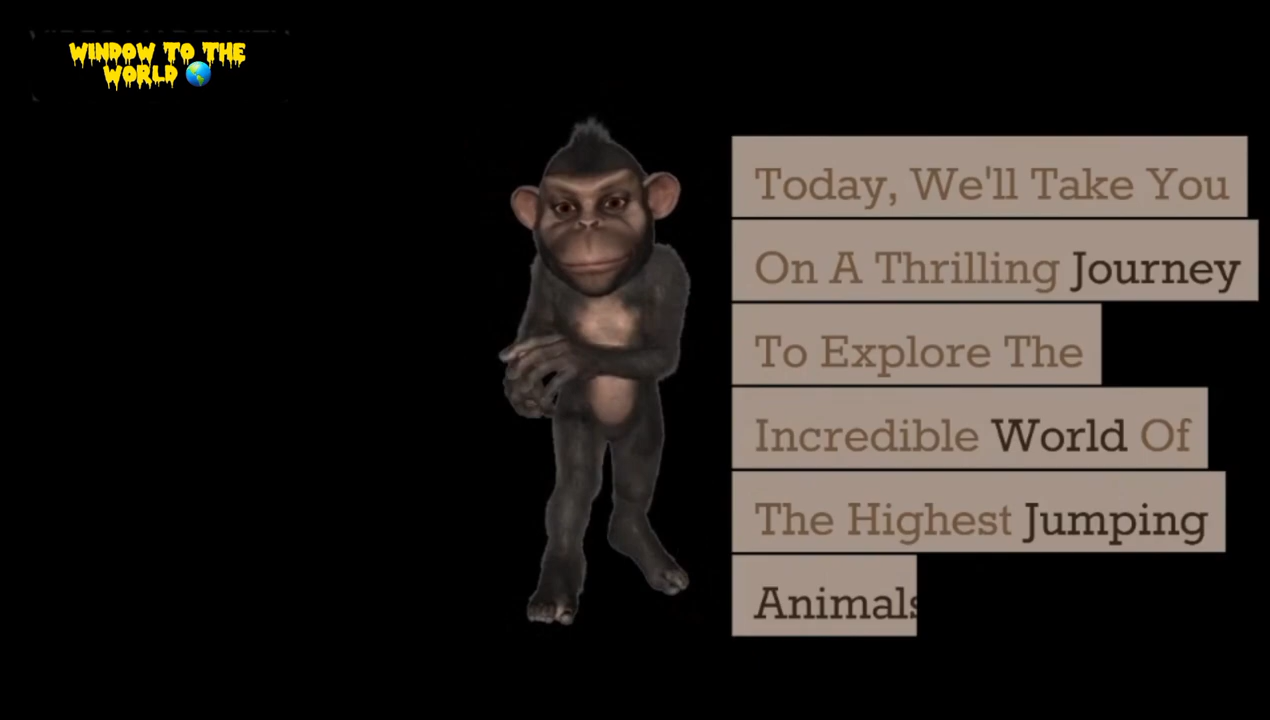 WINDOW TO THE
WORLD 🌎
Today, We'll Take You
On A Thrilling Journey
To Explore The
Incredible World Of
The Highest Jumping
Animals